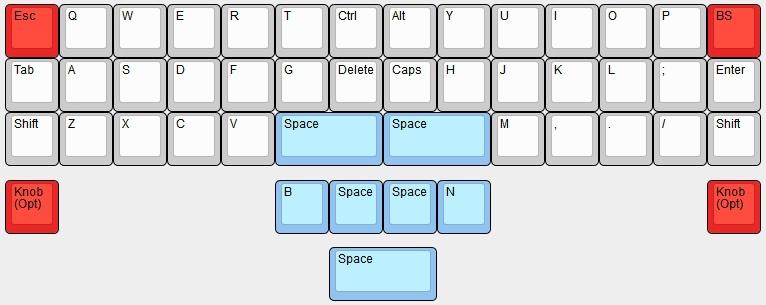 Esc Q W E R T Ctrl Alt Y U I O P BS
Tab A S D F G Delete Caps H J K L ; Enter
Shift Z X C V Space Space M , . / Shift
Knob (Opt) B Space Space N Knob (Opt)
Space